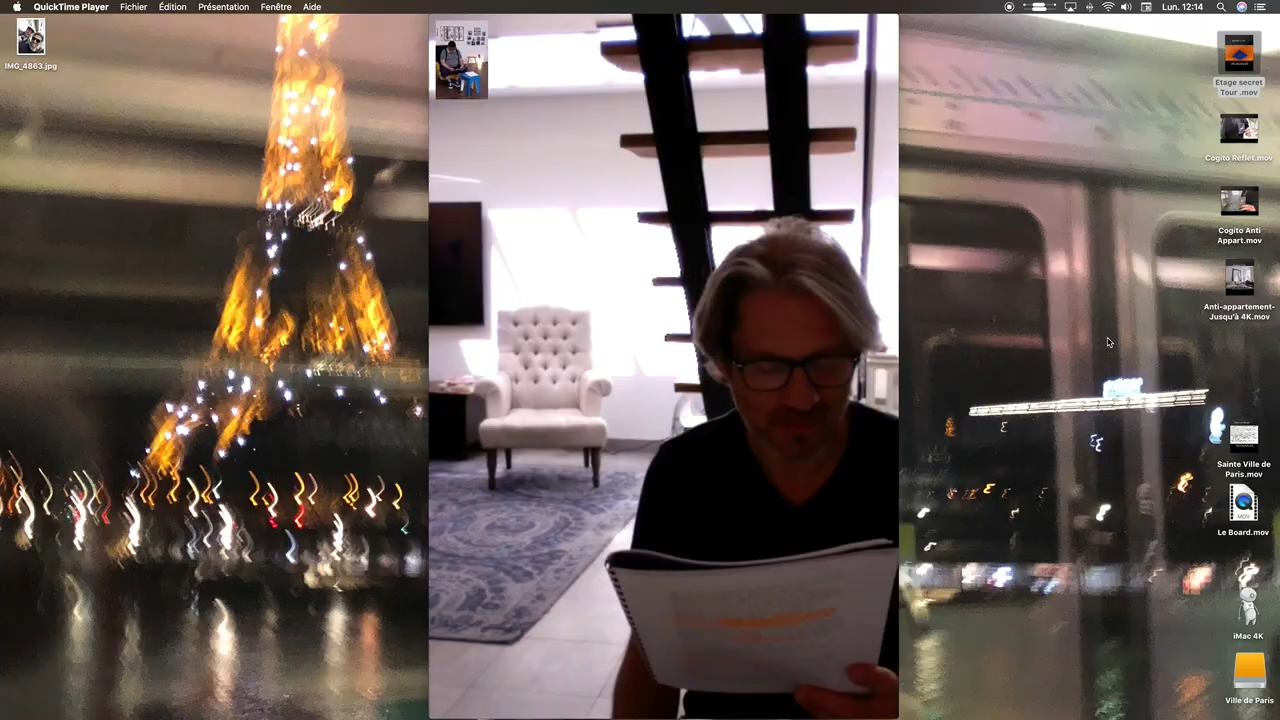 QuickTime Player Fichier Édition Présentation Fenêtre Aide Lun. 12:14
IMG_4863.jpg
Etage secret
Tour .mov
Cogito Reflet.mov
Cogito Anti
Appart.mov
Anti-appartement-
Jusqu'à 4K.mov
Sainte Ville de
Paris.mov
MOV
Le Board.mov
iMac 4K
Ville de Paris